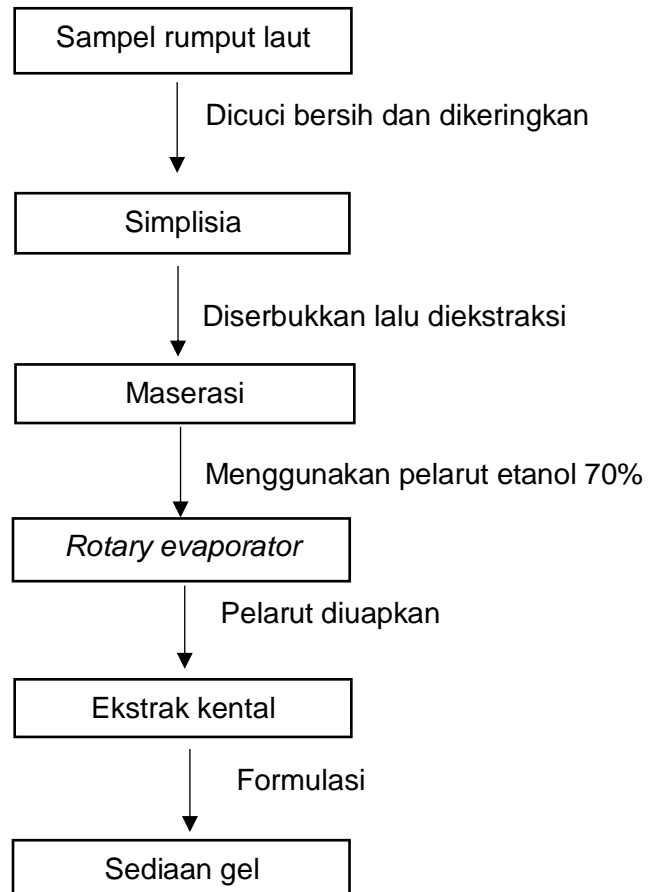 Sampel rumput laut
Dicuci bersih dan dikeringkan
Simplisia
Diserbukkan lalu diekstraksi
Maserasi
Menggunakan pelarut etanol 70%
Rotary evaporator
Pelarut diuapkan
Ekstrak kental
Formulasi
Sediaan gel